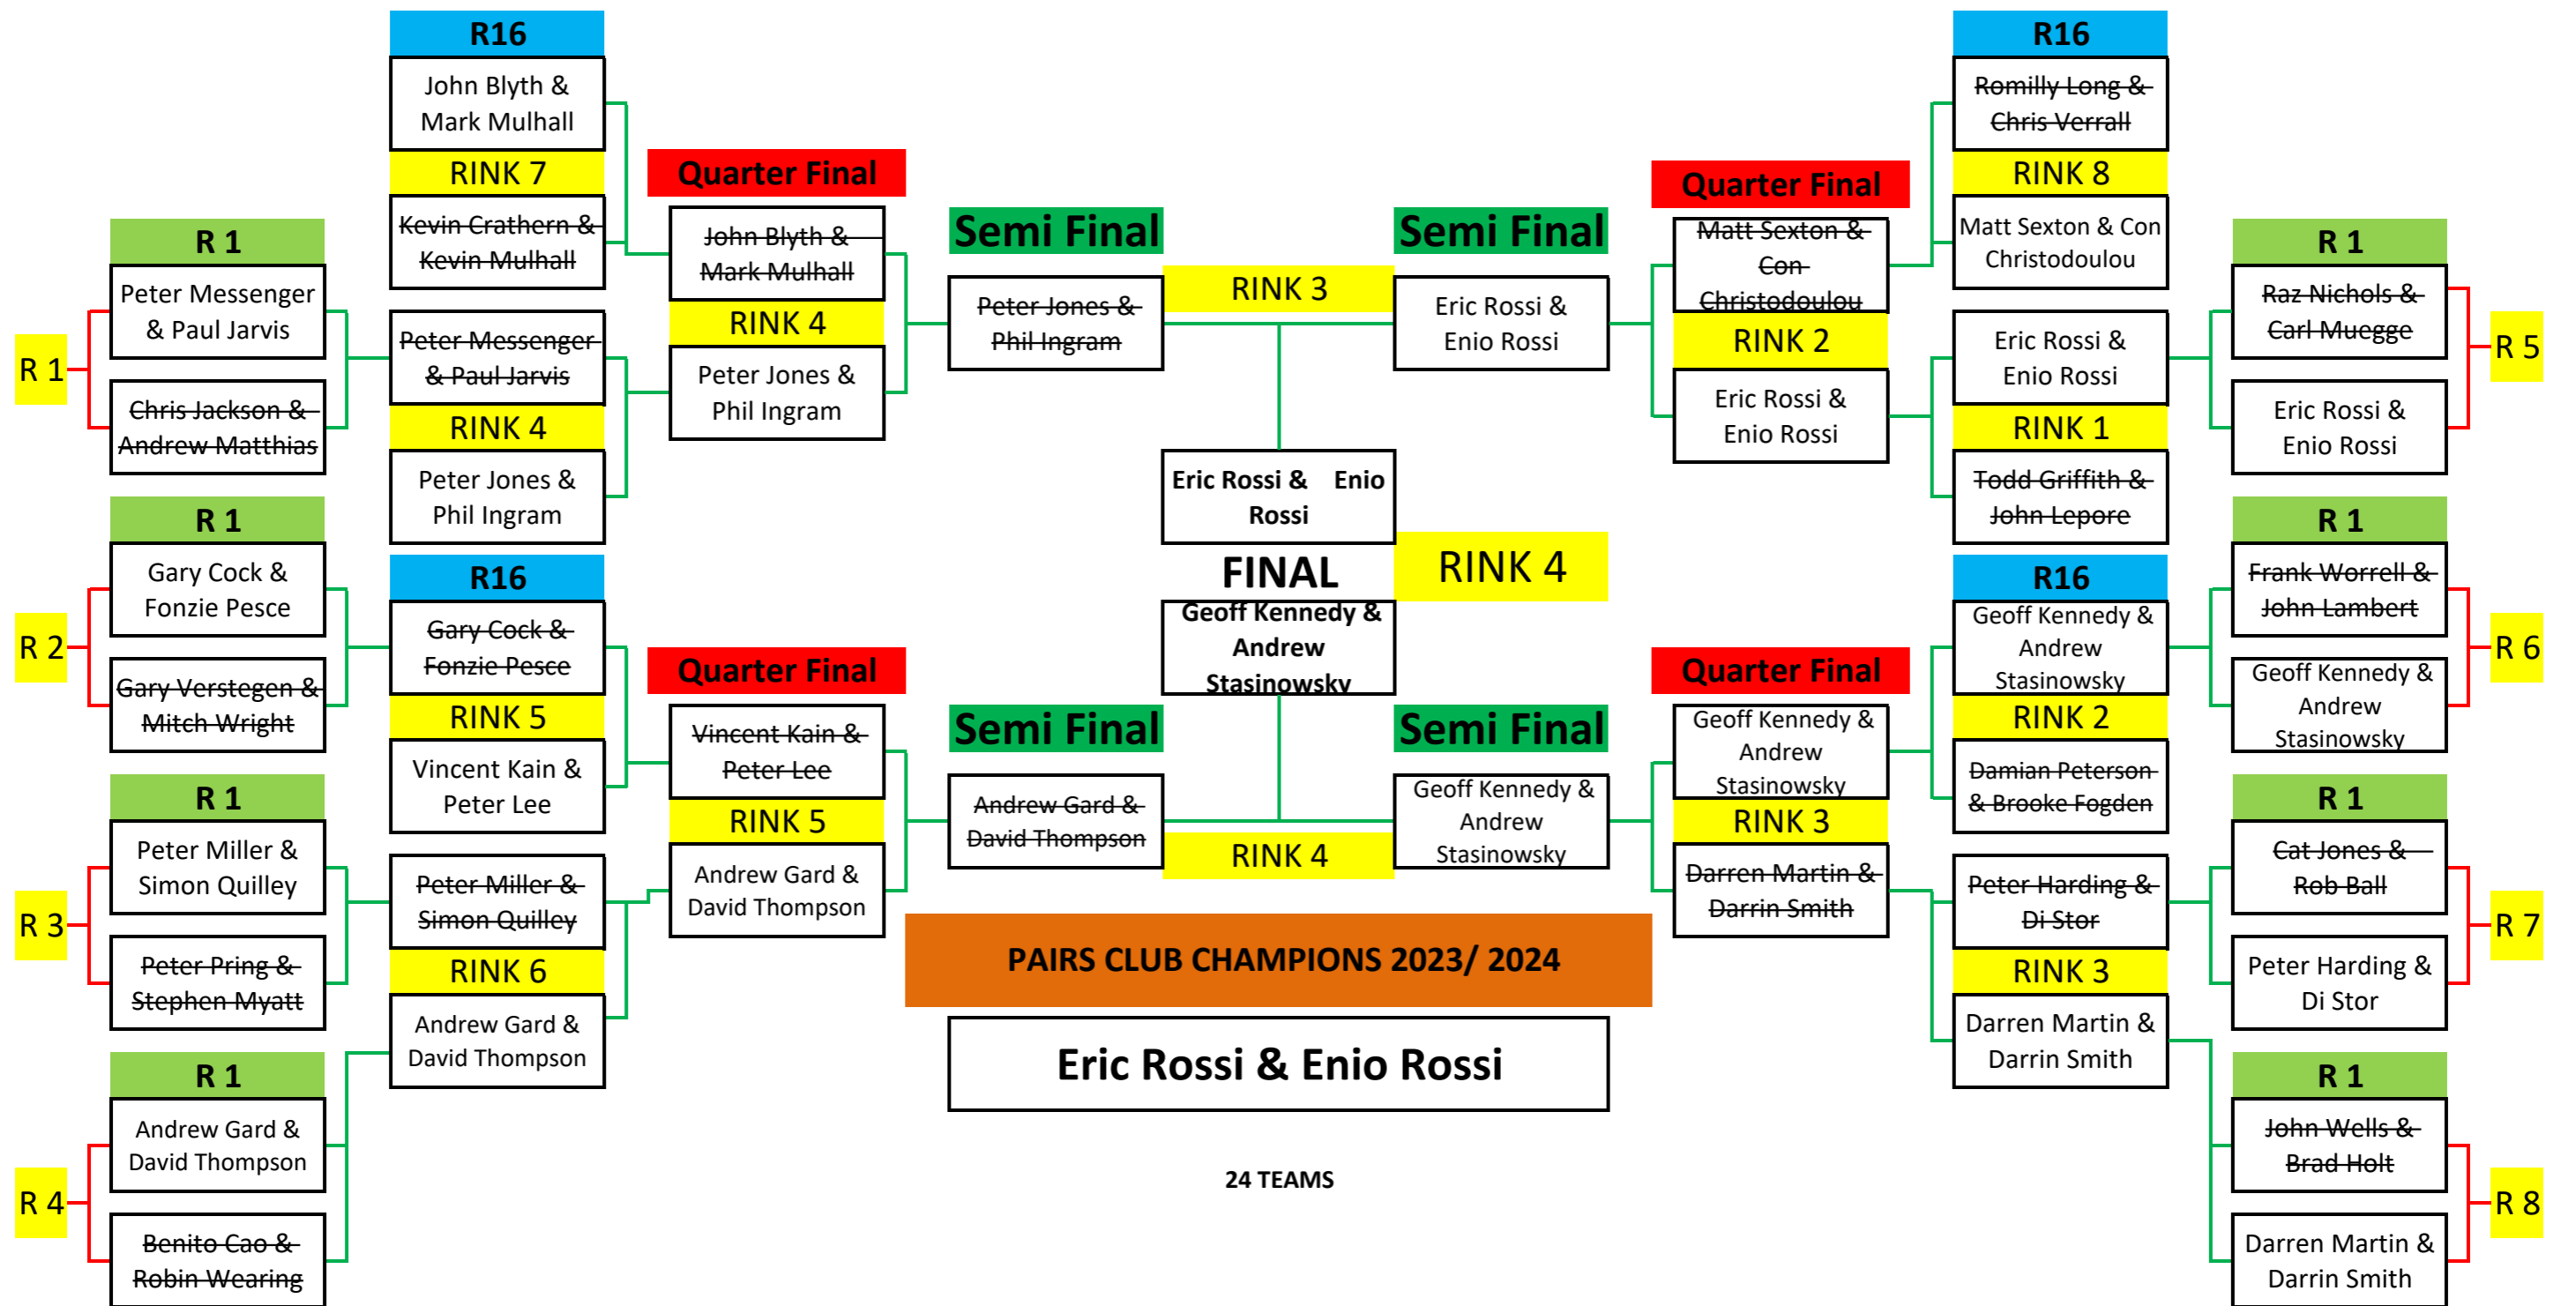 R16
John Blyth &
Mark Mulhall
RINK 7
Kevin Crathern &
Kevin Mulhall
Peter Messenger
& Paul Jarvis
RINK 4
Peter Jones &
Phil Ingram
R 1
Peter Messenger
& Paul Jarvis
R 1
Chris Jackson &
Andrew Matthias
R 1
Gary Cock &
Fonzie Pesce
R 2
Gary Verstegen &
Mitch Wright
R 1
Peter Miller &
Simon Quilley
R 3
Peter Pring &
Stephen Myatt
R 1
Andrew Gard &
David Thompson
R 4
Benito Cao &
Robin Wearing
R16
Gary Cock &
Fonzie Pesce
RINK 5
Vincent Kain &
Peter Lee
Peter Miller &
Simon Quilley
RINK 6
Andrew Gard &
David Thompson
Quarter Final
John Blyth &
Mark Mulhall
RINK 4
Peter Jones &
Phil Ingram
Quarter Final
Vincent Kain &
Peter Lee
RINK 5
Andrew Gard &
David Thompson
Semi Final
Peter Jones &
Phil Ingram
RINK 3
Semi Final
Eric Rossi &
Enio Rossi
Eric Rossi & Enio
Rossi
FINAL
RINK 4
Geoff Kennedy &
Andrew
Stasinowsky
Semi Final
Andrew Gard &
David Thompson
RINK 4
Semi Final
Geoff Kennedy &
Andrew
Stasinowsky
PAIRS CLUB CHAMPIONS 2023/ 2024
Eric Rossi & Enio Rossi
24 TEAMS
Quarter Final
Matt Sexton &
Con
Christodoulou
RINK 2
Eric Rossi &
Enio Rossi
Quarter Final
Geoff Kennedy &
Andrew
Stasinowsky
RINK 3
Darren Martin &
Darrin Smith
R16
Romilly Long &
Chris Verrall
RINK 8
Matt Sexton & Con
Christodoulou
Eric Rossi &
Enio Rossi
RINK 1
Todd Griffith &
John Lepore
R16
Geoff Kennedy &
Andrew
Stasinowsky
RINK 2
Damian Peterson
& Brooke Fogden
Peter Harding &
Di Stor
RINK 3
Darren Martin &
Darrin Smith
R 1
Raz Nichols &
Carl Muegge
R 5
Eric Rossi &
Enio Rossi
R 1
Frank Worrell &
John Lambert
R 6
Geoff Kennedy &
Andrew
Stasinowsky
R 1
Cat Jones &
Rob Ball
R 7
Peter Harding &
Di Stor
R 1
John Wells &
Brad Holt
R 8
Darren Martin &
Darrin Smith